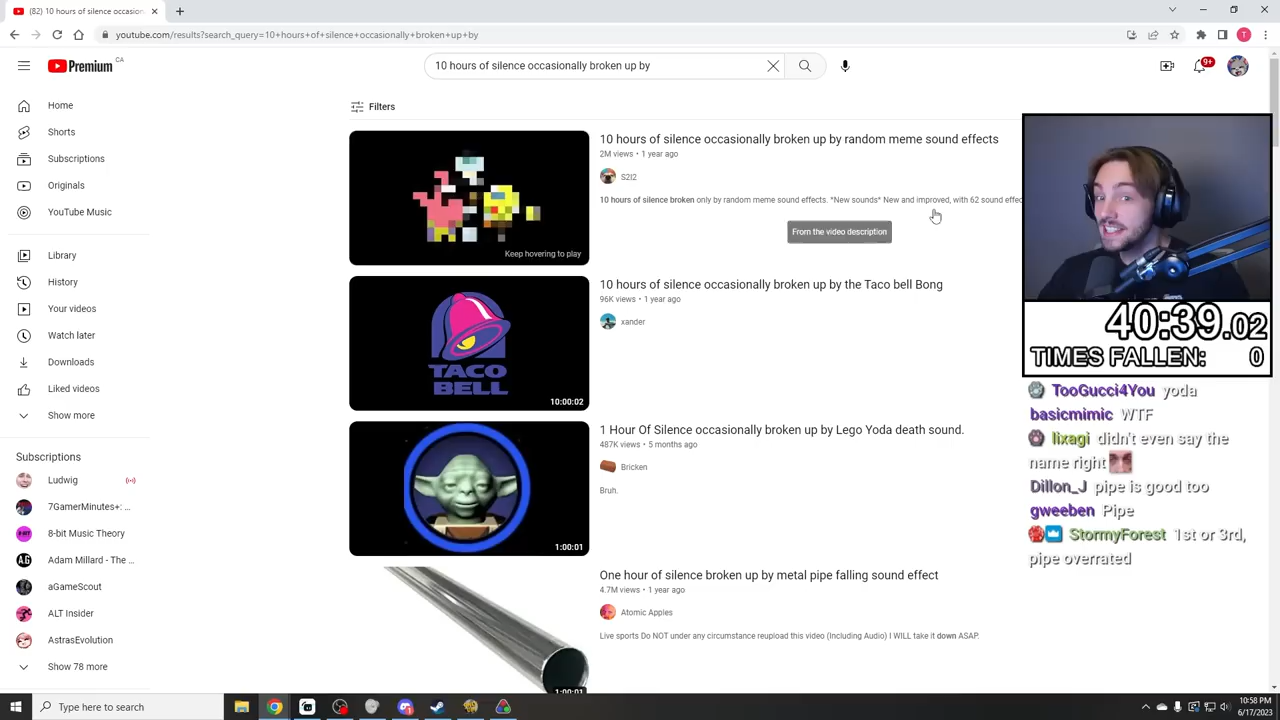 (82) 10 hours of silence occasion
youtube.com/results?search_query=10+hours+of+silence+occasionally+broken+up+by
Premium CA
10 hours of silence occasionally broken up by
9+
T
Home
Shorts
Subscriptions
Originals
YouTube Music
Library
History
Your videos
Watch later
Downloads
Liked videos
Show more
Subscriptions
Ludwig
7GamerMinutes+: ...
8-bit Music Theory
Adam Millard - The ...
aGameScout
ALT Insider
AstrasEvolution
Show 78 more
Filters
Keep hovering to play
10 hours of silence occasionally broken up by random meme sound effects
2M views • 1 year ago
S2I2
10 hours of silence broken only by random meme sound effects. *New sounds* New and improved, with 62 sound effec
From the video description
TACO
BELL
10:00:02
10 hours of silence occasionally broken up by the Taco bell Bong
96K views • 1 year ago
xander
1:00:01
1 Hour Of Silence occasionally broken up by Lego Yoda death sound.
487K views • 5 months ago
Bricken
Bruh.
1:00:01
One hour of silence broken up by metal pipe falling sound effect
4.7M views • 1 year ago
Atomic Apples
Live sports Do NOT under any circumstance reupload this video (Including Audio) I WILL take it down ASAP.
40:39.02
TIMES FALLEN: 0
TooGucci4You yoda
basicmimic WTF
lixagi didn't even say the
name right
Dillon_J pipe is good too
gweeben Pipe
StormyForest 1st or 3rd,
pipe overrated
Type here to search
10:58 PM
6/17/2023